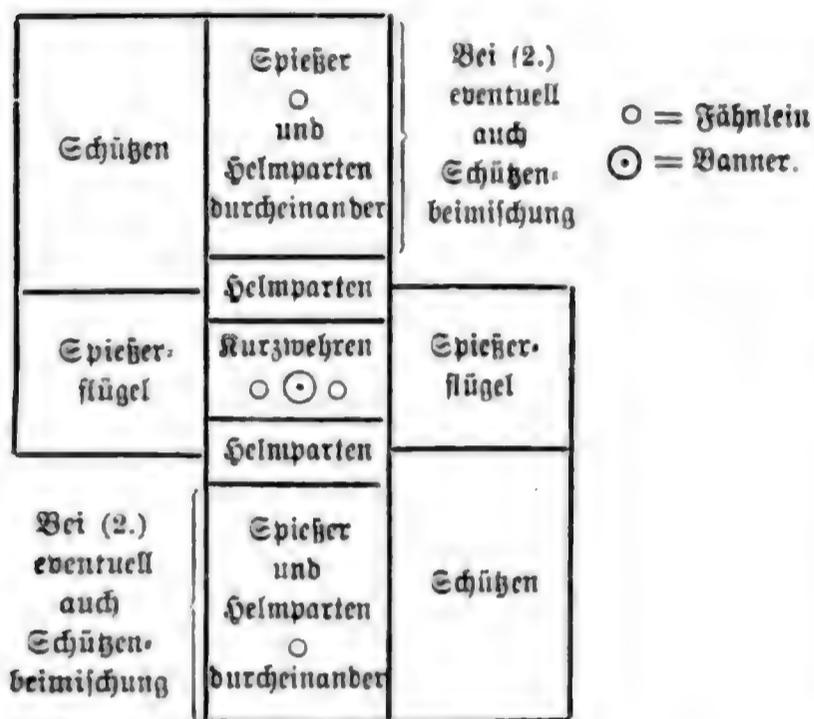 Schützen
Spießer
○
und
Helmparten
durcheinander
Bei (2.)
eventuell
auch
Schützen-
beimischung
○ = Fähnlein
☉ = Banner.
Helmparten
Spießer-
flügel
Kurzwehren
○ ☉ ○
Spießer-
flügel
Helmparten
Bei (2.)
eventuell
auch
Schützen-
beimischung
Spießer
und
Helmparten
○
durcheinander
Schützen